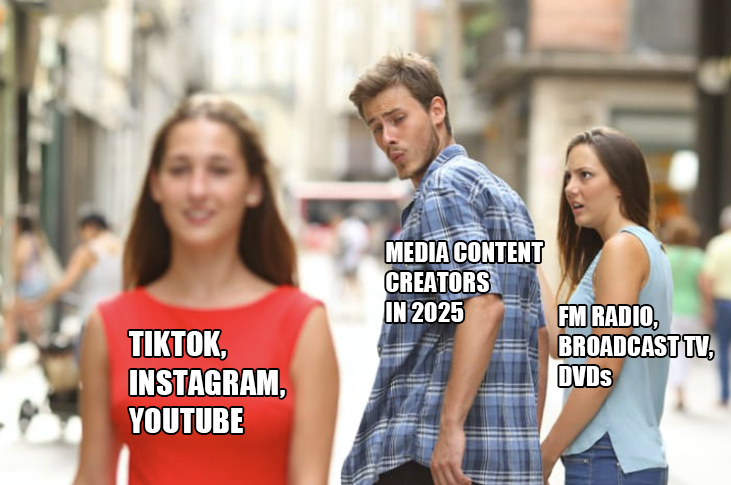 TIKTOK,
INSTAGRAM,
YOUTUBE
MEDIA CONTENT
CREATORS
IN 2025
FM RADIO,
BROADCAST TV,
DVDs